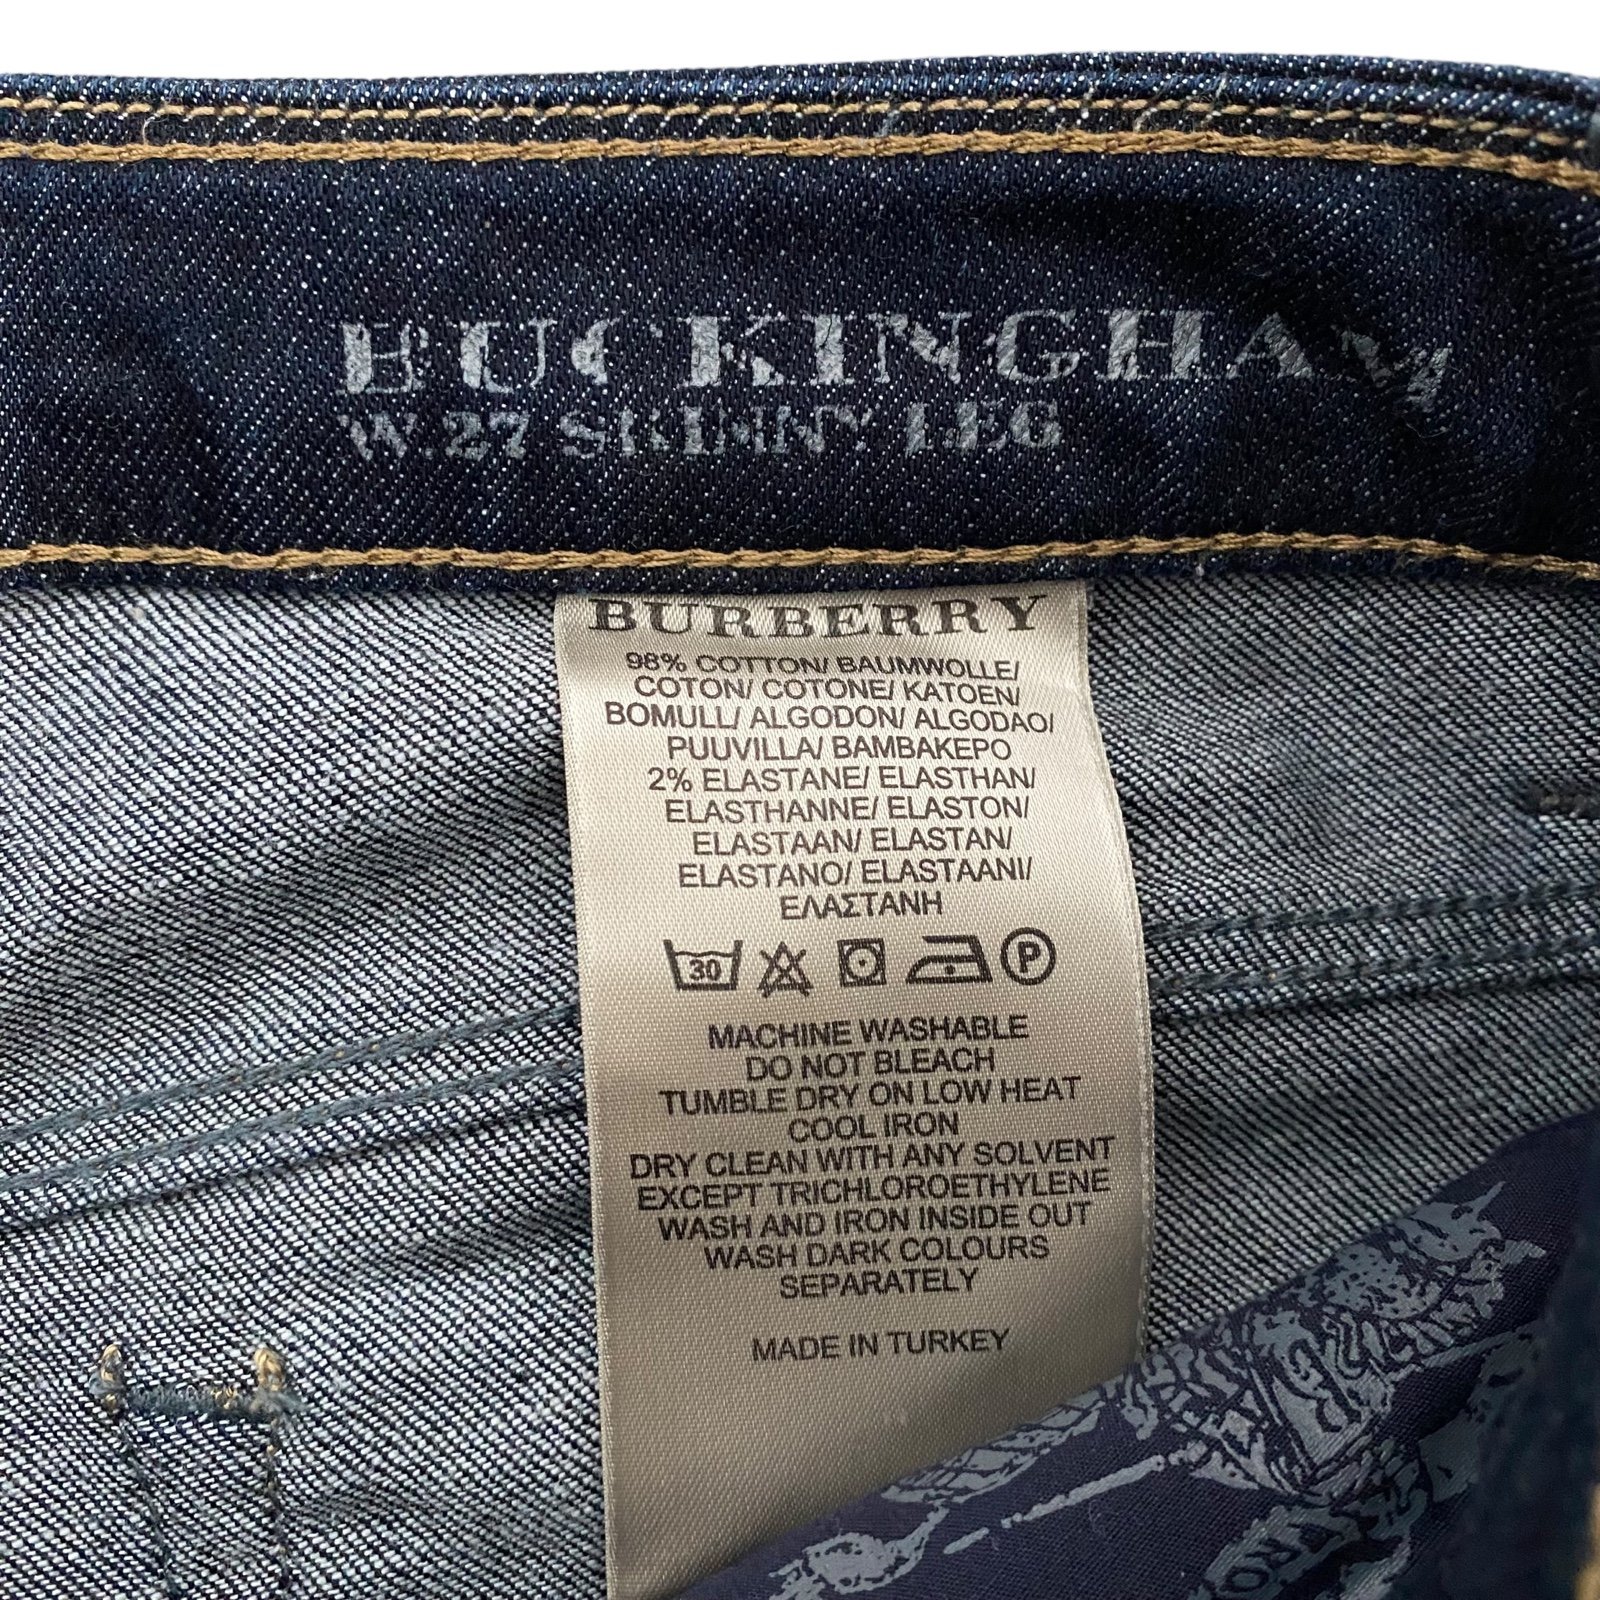 BUCKINGHAM
W.27 SKINNY LEG
BURBERRY
98% COTTON/ BAUMWOLLE/
COTON/ COTONE/ KATOEN/
BOMULL/ ALGODON/ ALGODAO/
PUUVILLA/ BAMBAKEPO
2% ELASTANE/ ELASTHAN/
ELASTHANNE/ ELASTON/
ELASTAAN/ ELASTAN/
ELASTANO/ ELASTAANI/
ΕΛΑΣΤΑΝΗ
30 P
MACHINE WASHABLE
DO NOT BLEACH
TUMBLE DRY ON LOW HEAT
COOL IRON
DRY CLEAN WITH ANY SOLVENT
EXCEPT TRICHLOROETHYLENE
WASH AND IRON INSIDE OUT
WASH DARK COLOURS
SEPARATELY
MADE IN TURKEY